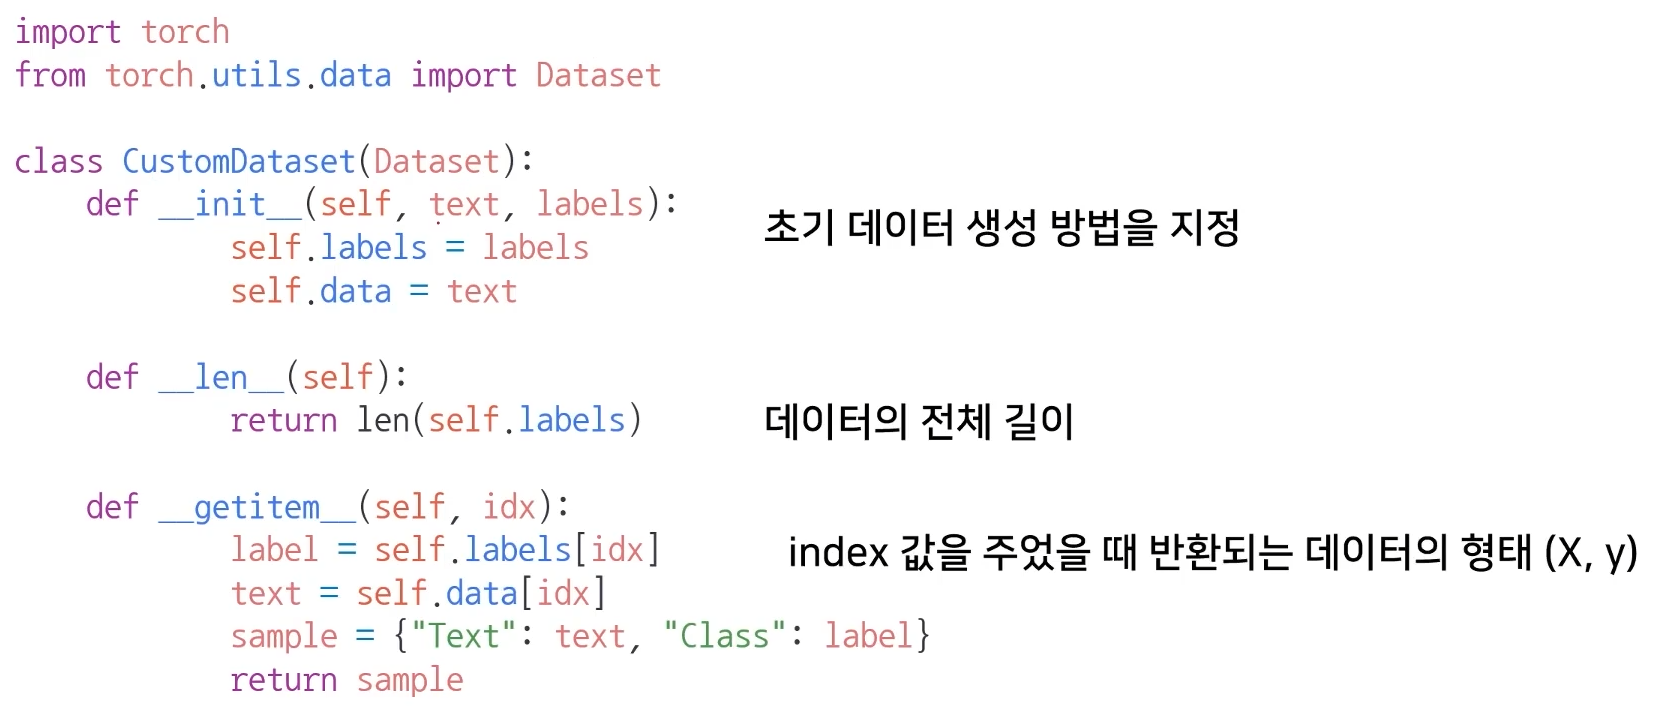 import torch
from torch.utils.data import Dataset
class CustomDataset(Dataset):
def __init__(self, text, labels):
초기 데이터 생성 방법을 지정
self.labels = labels
self.data = text
def __len__(self):
return len(self.labels)
데이터의 전체 길이
def __getitem__(self, idx):
label = self.labels[idx]
index 값을 주었을 때 반환되는 데이터의 형태 (X, y)
text = self.data[idx]
sample = {"Text": text, "Class": label}
return sample